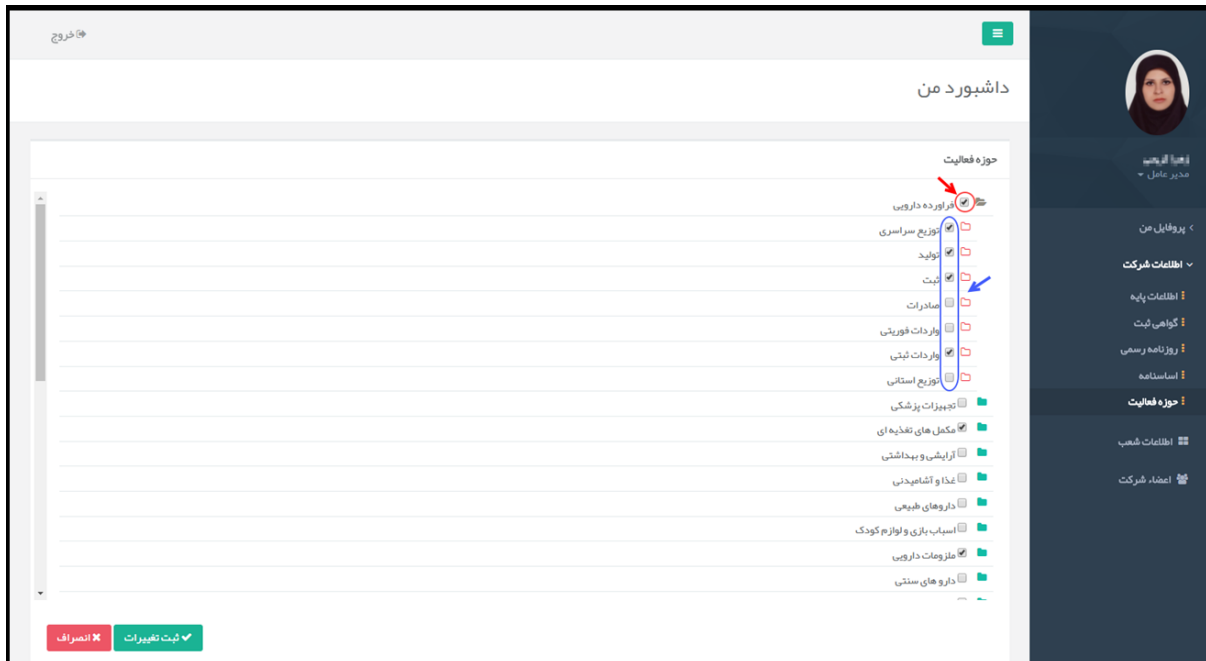 خروج
داشبورد من
حوزه فعالیت
فراورده دارویی
توزیع سراسری
تولید
ثبت
صادرات
واردات فوریتی
واردات ثبتی
توزیع استانی
تجهیزات پزشکی
مکمل های تغذیه ای
آرایشی و بهداشتی
غذا و آشامیدنی
داروهای طبیعی
اسباب بازی و لوازم کودک
ملزومات دارویی
دارو های سنتی
ثبت تغییرات
انصراف
مدیر عامل
پروفایل من
اطلاعات شرکت
اطلاعات پایه
گواهی ثبت
روزنامه رسمی
اساسنامه
حوزه فعالیت
اطلاعات شعب
اعضاء شرکت